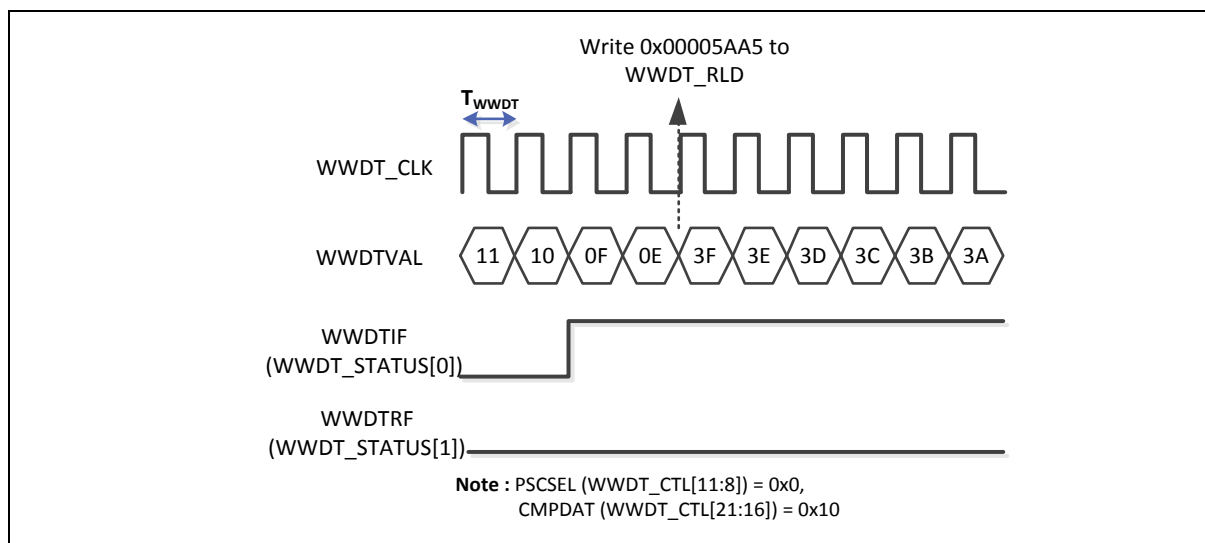 Write 0x00005AA5 to
WWDT_RLD
TWWDT
WWDT_CLK
WWDTVAL
11 10 0F 0E 3F 3E 3D 3C 3B 3A
WWDTIF
(WWDT_STATUS[0])
WWDTRF
(WWDT_STATUS[1])
Note : PSCSEL (WWDT_CTL[11:8]) = 0x0,
CMPDAT (WWDT_CTL[21:16]) = 0x10